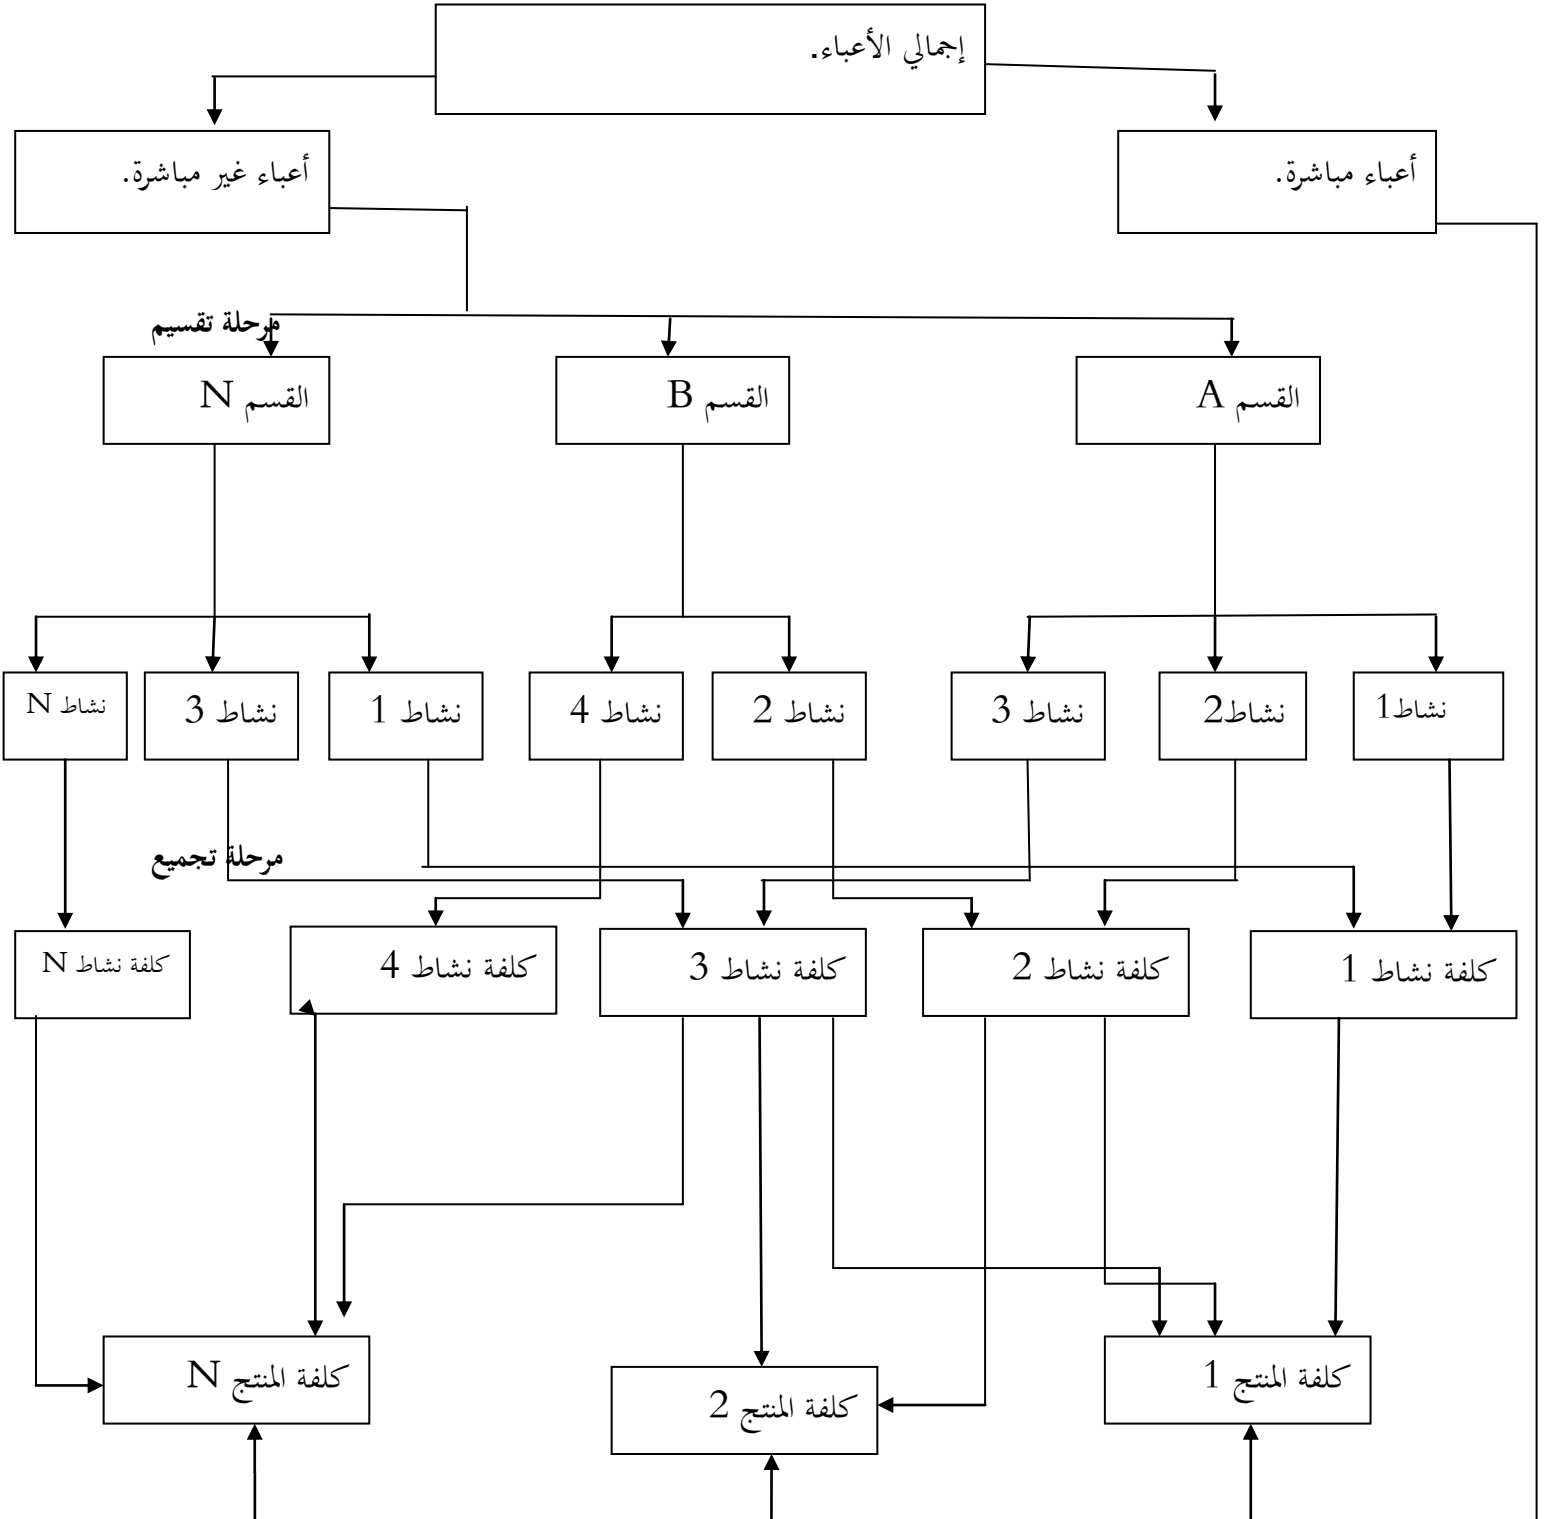 إجمالي الأعباء.
أعباء مباشرة.
أعباء غير مباشرة.
مرحلة تقسيم
القسم A
القسم B
القسم N
نشاط1
نشاط2
نشاط 3
نشاط 2
نشاط 4
نشاط 1
نشاط 3
نشاط N
مرحلة تجميع
كلفة نشاط 1
كلفة نشاط 2
كلفة نشاط 3
كلفة نشاط 4
كلفة نشاط N
كلفة المنتج 1
كلفة المنتج 2
كلفة المنتج N